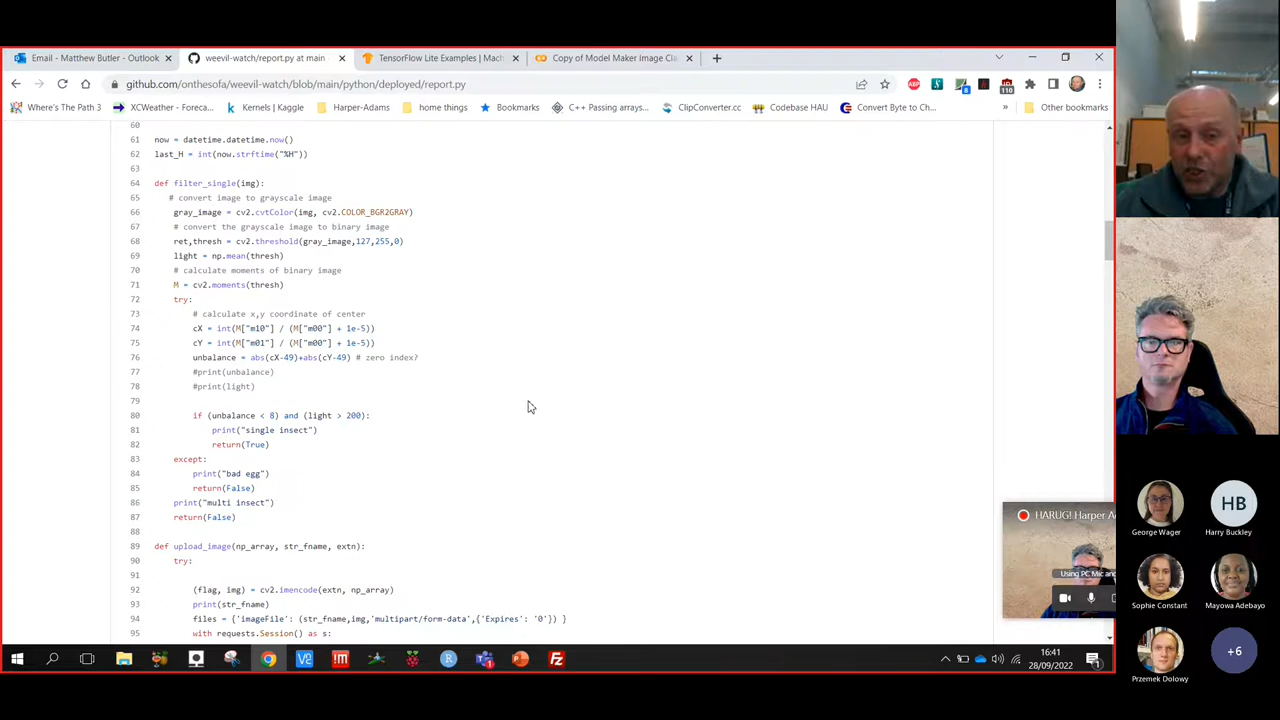 Email - Matthew Butler - Outlook
weevil-watch/report.py at main
TensorFlow Lite Examples | Mach
Copy of Model Maker Image Cla
github.com/onthesofa/weevil-watch/blob/main/python/deployed/report.py
ABP
8
110
Where's The Path 3
XCWeather - Foreca...
Kernels | Kaggle
Harper-Adams
home things
Bookmarks
C++ Passing arrays...
ClipConverter.cc
Codebase HAU
Convert Byte to Ch...
»
Other bookmarks
60
61 now = datetime.datetime.now()
62 last_H = int(now.strftime("%H"))
63
64 def filter_single(img):
65 # convert image to grayscale image
66 gray_image = cv2.cvtColor(img, cv2.COLOR_BGR2GRAY)
67 # convert the grayscale image to binary image
68 ret,thresh = cv2.threshold(gray_image,127,255,0)
69 light = np.mean(thresh)
70 # calculate moments of binary image
71 M = cv2.moments(thresh)
72 try:
73 # calculate x,y coordinate of center
74 cX = int(M["m10"] / (M["m00"] + 1e-5))
75 cY = int(M["m01"] / (M["m00"] + 1e-5))
76 unbalance = abs(cX-49)+abs(cY-49) # zero index?
77 #print(unbalance)
78 #print(light)
79
80 if (unbalance < 8) and (light > 200):
81 print("single insect")
82 return(True)
83 except:
84 print("bad egg")
85 return(False)
86 print("multi insect")
87 return(False)
88
89 def upload_image(np_array, str_fname, extn):
90 try:
91
92 (flag, img) = cv2.imencode(extn, np_array)
93 print(str_fname)
94 files = {'imageFile': (str_fname,img,'multipart/form-data',{'Expires': '0'}) }
95 with requests.Session() as s:
HARUG! Harper A
Using PC Mic and
16:41
28/09/2022
1
HB
George Wager
Harry Buckley
Sophie Constant
Mayowa Adebayo
+6
Przemek Dolowy